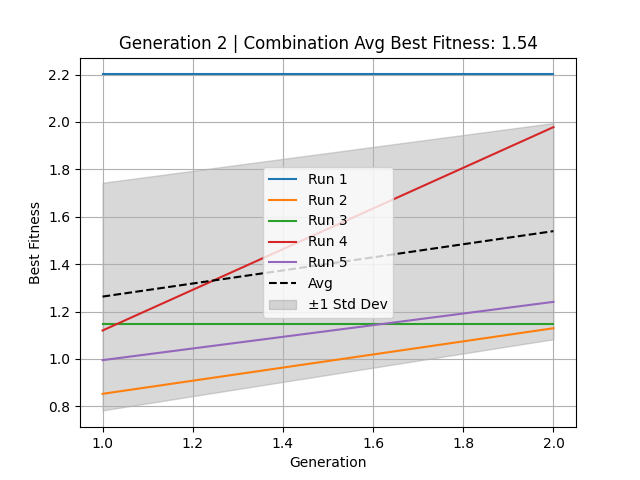 Generation 2 | Combination Avg Best Fitness: 1.54
2.2
2.0
1.8
1.6
1.4
1.2
1.0
0.8
Best Fitness
Run 1
Run 2
Run 3
Run 4
Run 5
Avg
±1 Std Dev
1.0 1.2 1.4 1.6 1.8 2.0
Generation